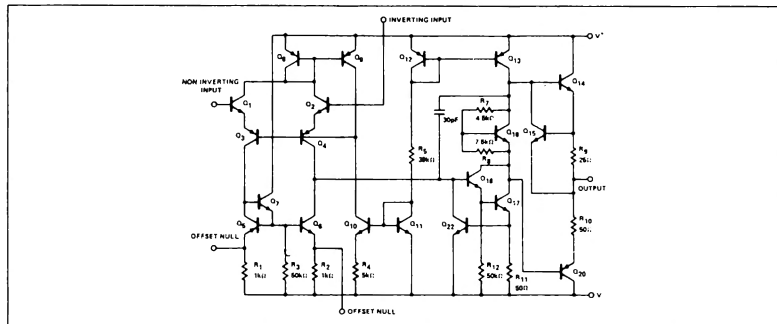 INVERTING INPUT
V+
Q8
Q9
Q12
Q13
Q14
NON INVERTING
INPUT
Q1
Q2
30pF
R7
4.5kΩ
Q15
Q3
Q4
R5
39kΩ
7.5kΩ
R8
R9
25Ω
Q16
OUTPUT
Q7
Q5
Q6
Q10
Q11
Q22
Q17
R10
50Ω
OFFSET NULL
R1
1kΩ
R3
50kΩ
R2
1kΩ
R4
5kΩ
R12
50kΩ
R11
50Ω
Q20
V
OFFSET NULL